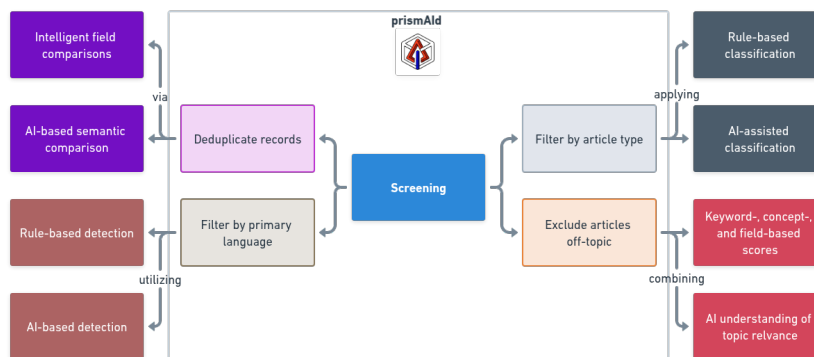 prismAId
Intelligent field
comparisons
via
AI-based semantic
comparison
Deduplicate records
Rule-based detection
utilizing
AI-based detection
Filter by primary
language
Screening
Filter by article type
applying
Rule-based
classification
AI-assisted
classification
Exclude articles
off-topic
combining
Keyword-, concept-,
and field-based
scores
AI understanding of
topic relvance